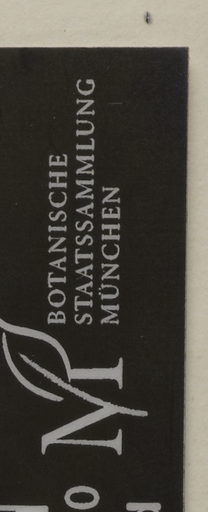 BOTANISCHE
STAATSSAMMLUNG
MÜNCHEN
M